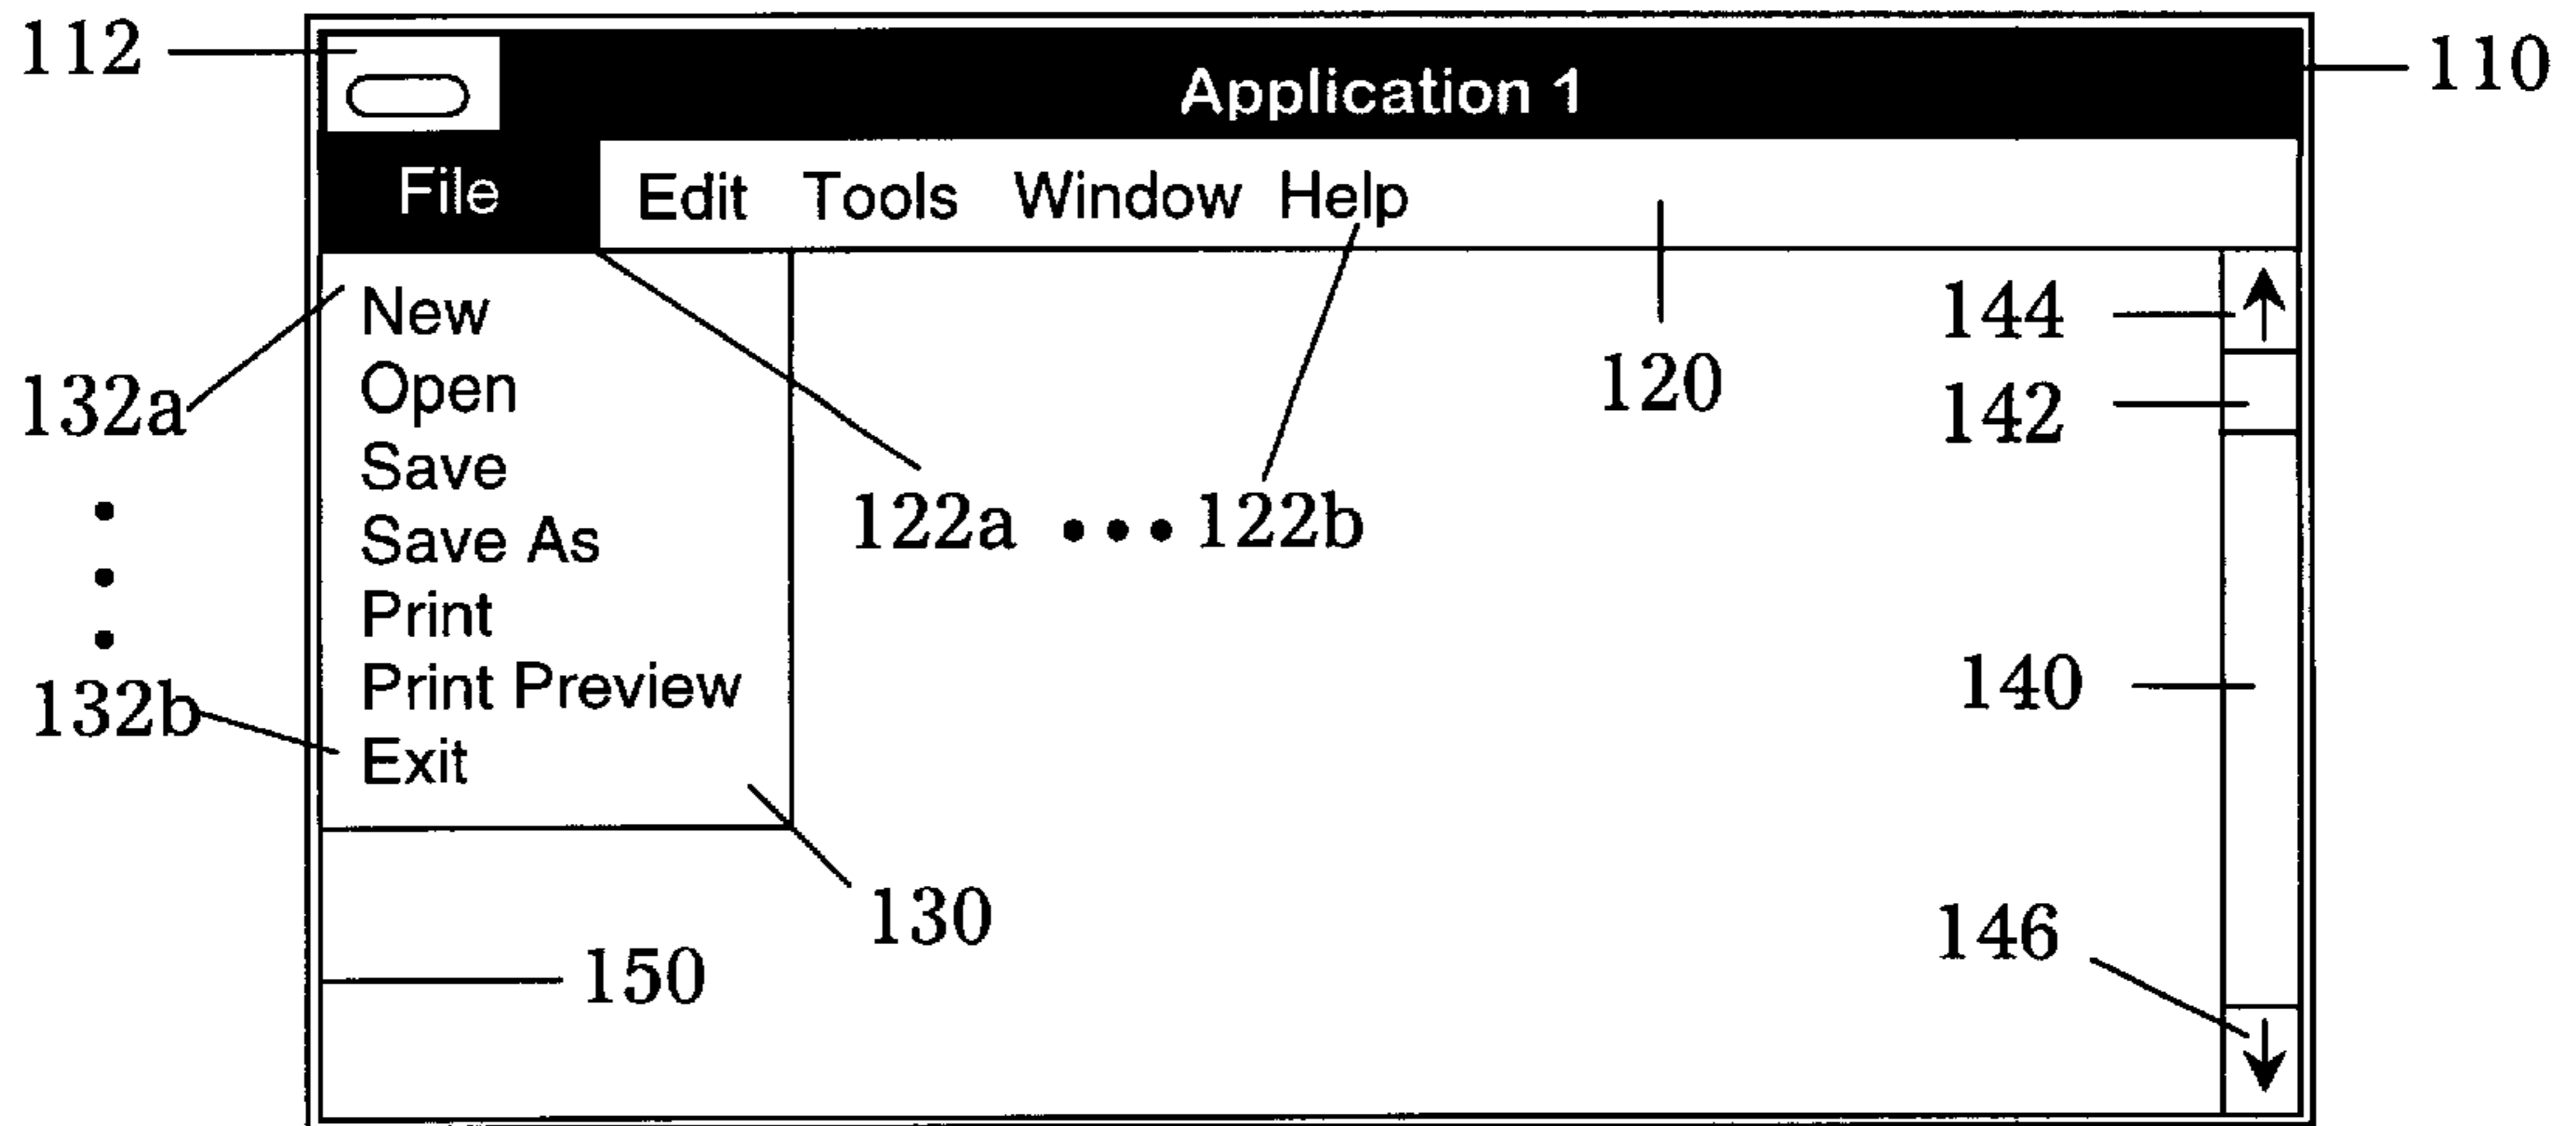 112
Application 1
110
File Edit Tools Window Help
New
Open
Save
Save As
Print
Print Preview
Exit
132a
132b
122a ••• 122b
120
144
142
140
146
130
150